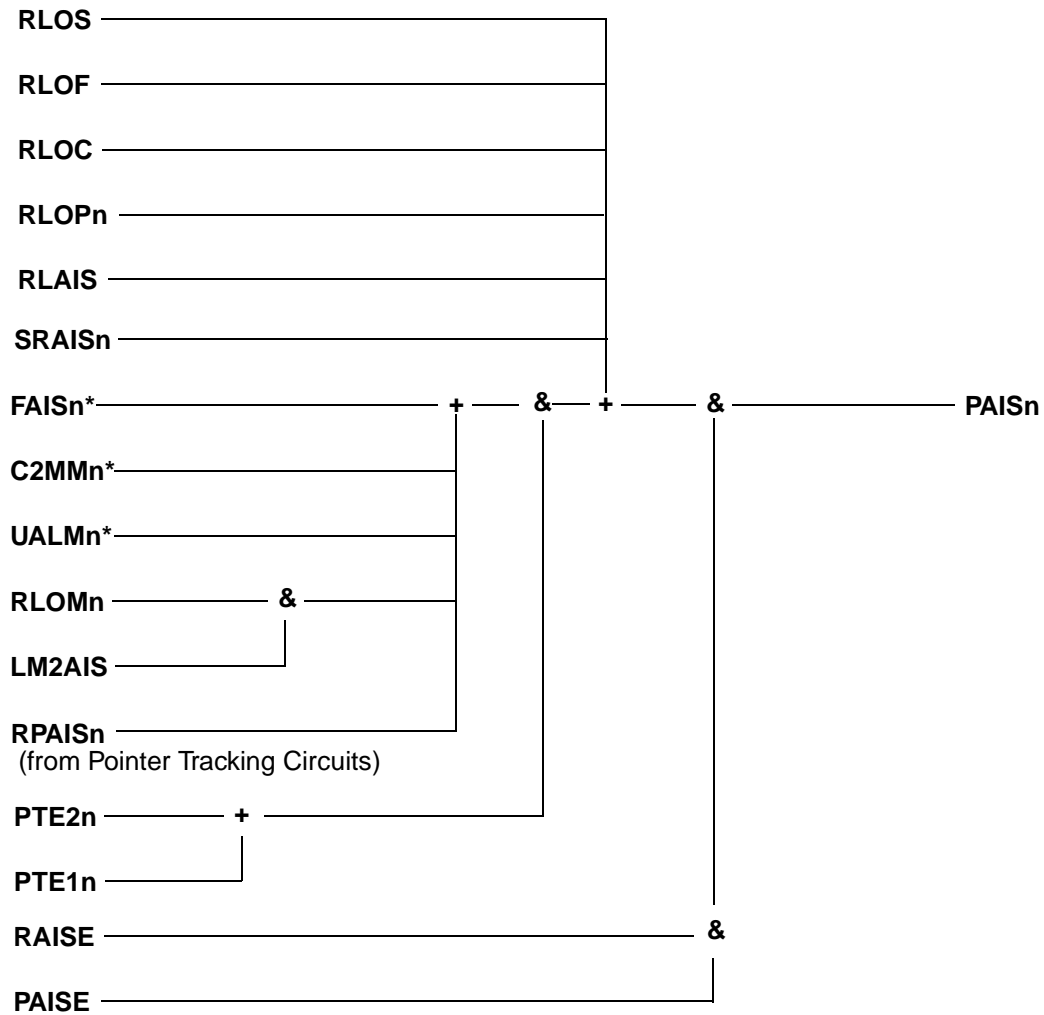 RLOS
RLOF
RLOC
RLOPn
RLAIS
SRAISn
FAISn* + & + & PAISn
C2MMn*
UALMn*
RLOMn &
LM2AIS
RPAISn
(from Pointer Tracking Circuits)
PTE2n +
PTE1n
RAISE &
PAISE